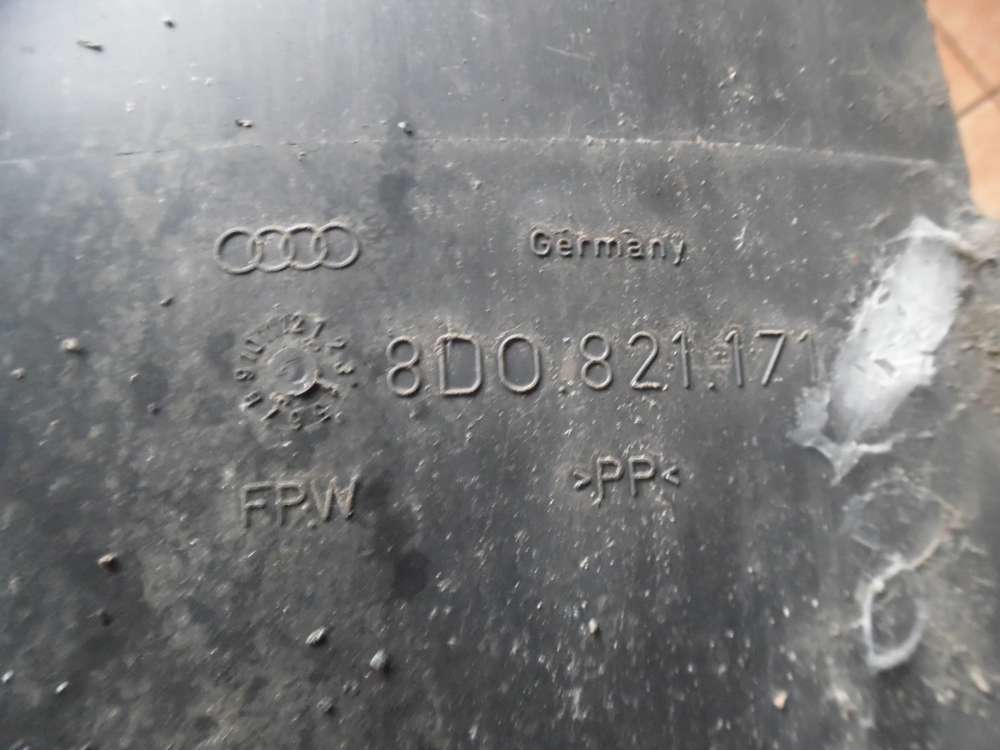 Germany
8D0.821.171
FPW
>PP<